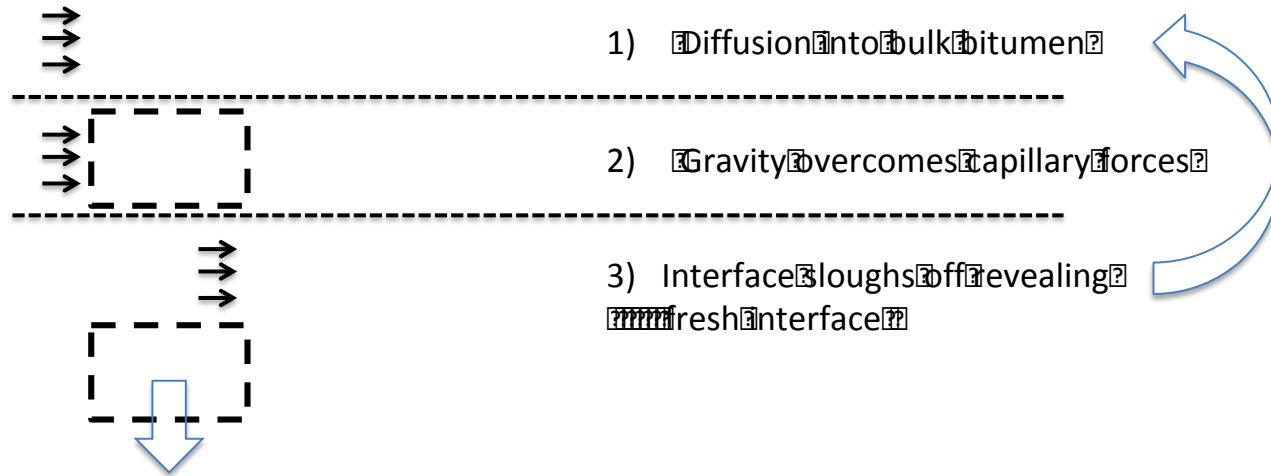 1) Diffusion into bulk bitumen
2) Gravity overcomes capillary forces
3) Interface sloughs off revealing
fresh interface